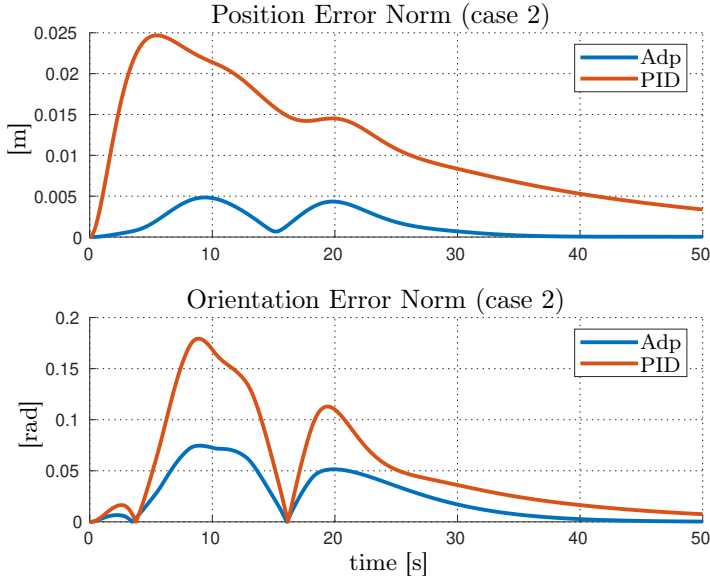 Position Error Norm (case 2)
0.025
0.02
0.015
0.01
0.005
0
[m]
Adp
PID
0 10 20 30 40 50
Orientation Error Norm (case 2)
0.2
0.15
0.1
0.05
0
[rad]
Adp
PID
0 10 20 30 40 50
time [s]